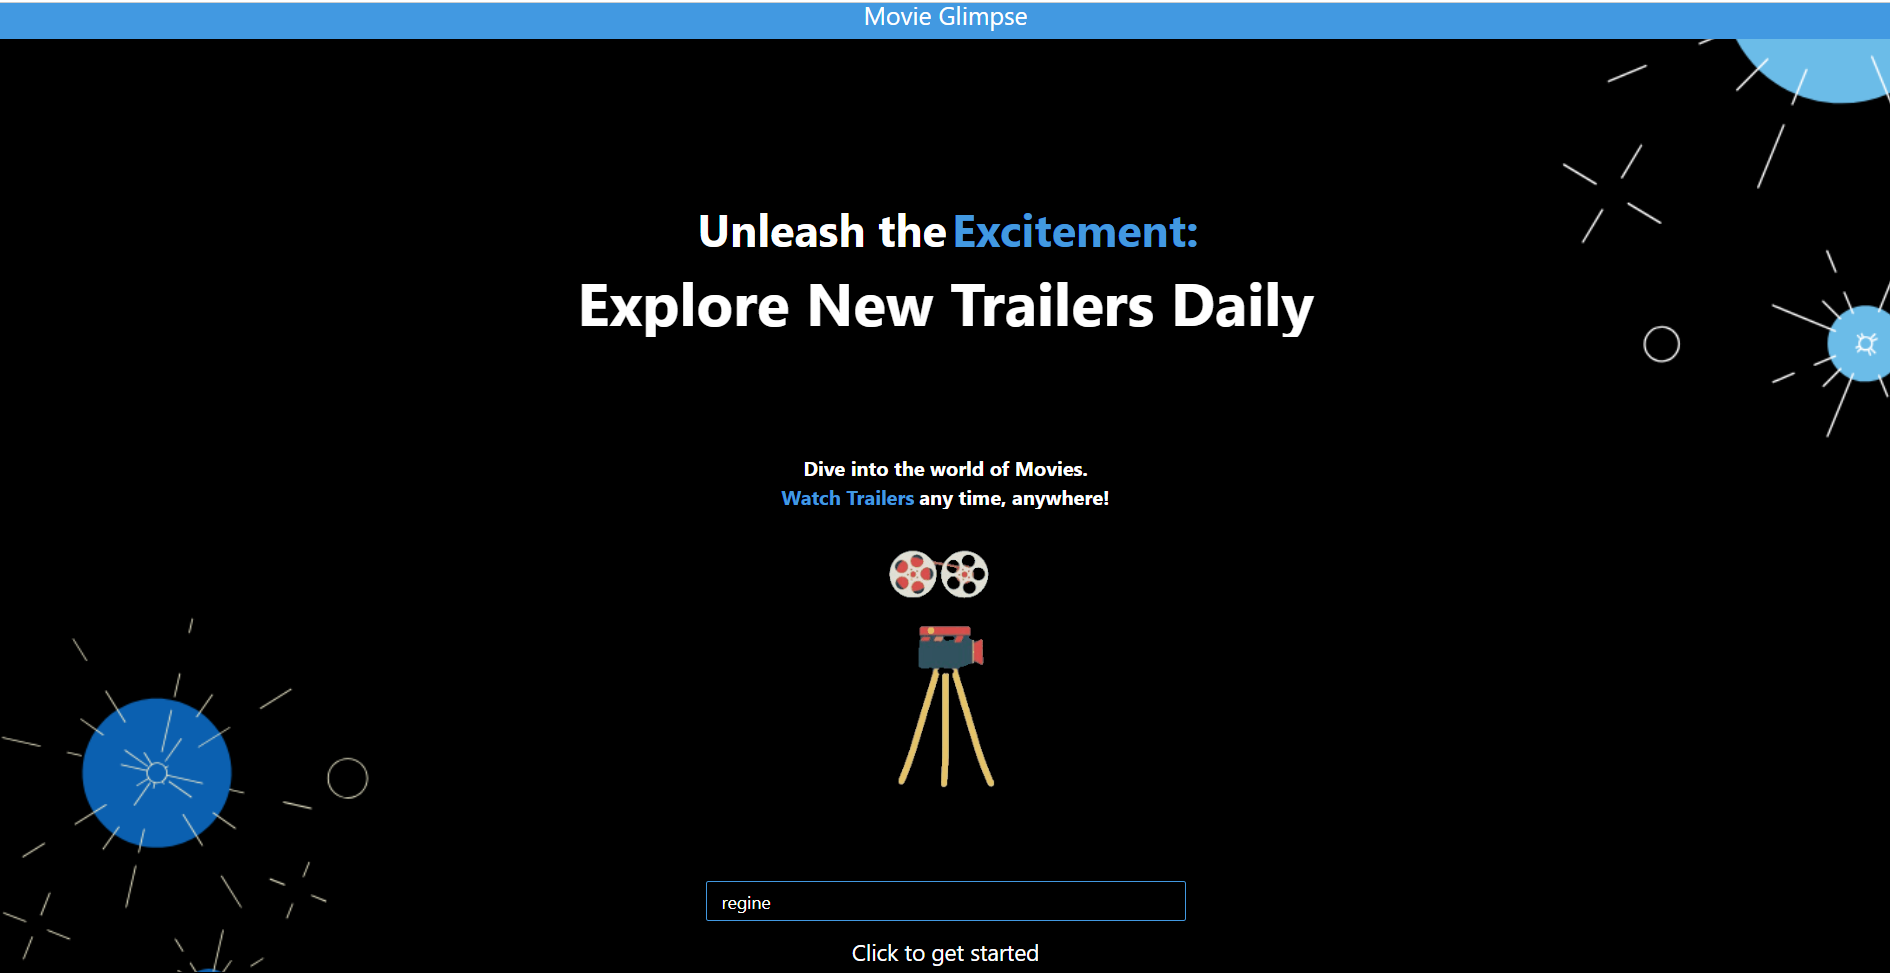 Movie Glimpse
Unleash the Excitement:
Explore New Trailers Daily
Dive into the world of Movies.
Watch Trailers any time, anywhere!
regine
Click to get started